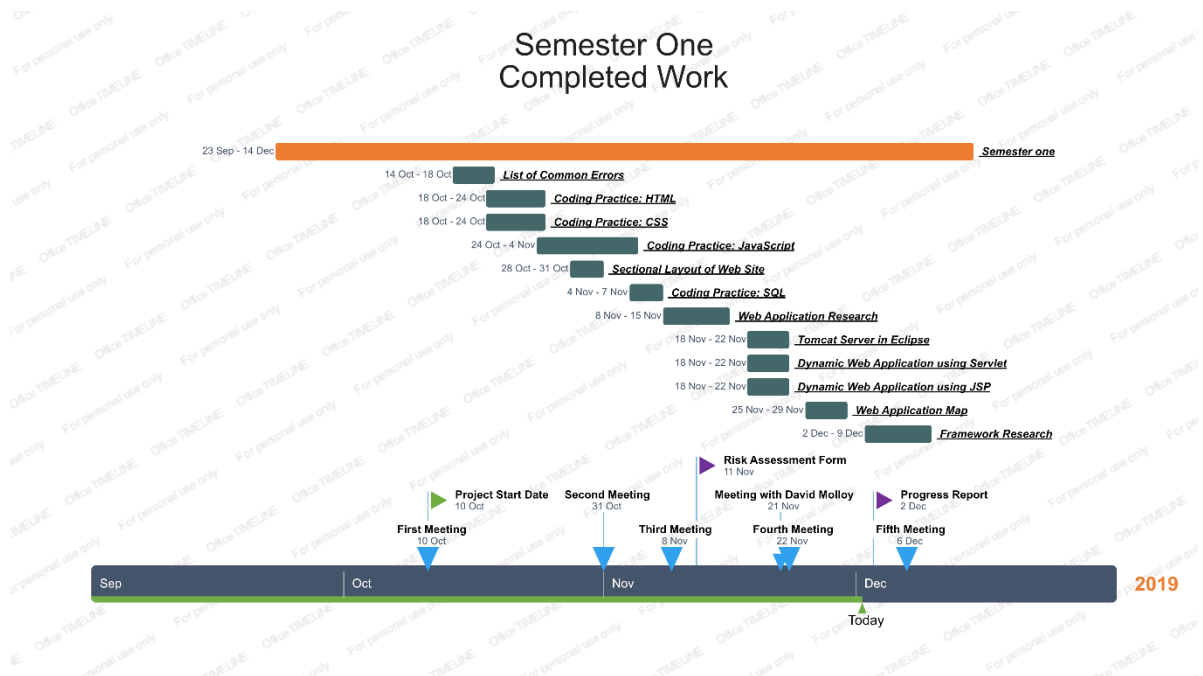 Semester One
Completed Work
23 Sep - 14 Dec Semester one
14 Oct - 18 Oct List of Common Errors
18 Oct - 24 Oct Coding Practice: HTML
18 Oct - 24 Oct Coding Practice: CSS
24 Oct - 4 Nov Coding Practice: JavaScript
28 Oct - 31 Oct Sectional Layout of Web Site
4 Nov - 7 Nov Coding Practice: SQL
8 Nov - 15 Nov Web Application Research
18 Nov - 22 Nov Tomcat Server in Eclipse
18 Nov - 22 Nov Dynamic Web Application using Servlet
18 Nov - 22 Nov Dynamic Web Application using JSP
25 Nov - 29 Nov Web Application Map
2 Dec - 9 Dec Framework Research
Risk Assessment Form
11 Nov
Project Start Date
10 Oct
Second Meeting
31 Oct
Meeting with David Molloy
21 Nov
Progress Report
2 Dec
First Meeting
10 Oct
Third Meeting
8 Nov
Fourth Meeting
22 Nov
Fifth Meeting
6 Dec
Sep Oct Nov Dec 2019
Today
Office TIMELINE For personal use only